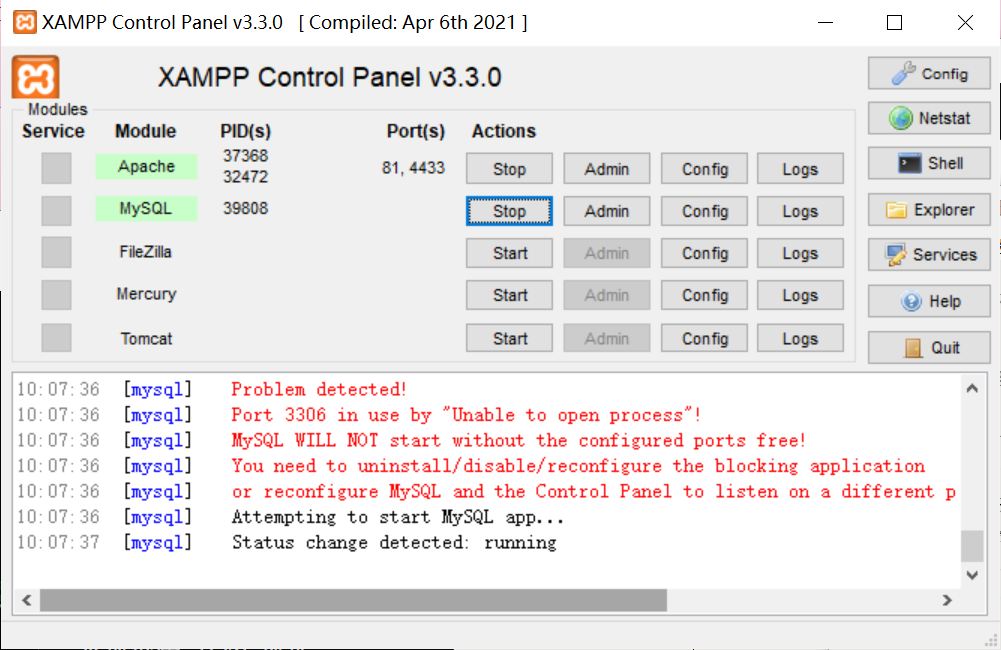 XAMPP Control Panel v3.3.0 [ Compiled: Apr 6th 2021 ]
XAMPP Control Panel v3.3.0
Config
Modules
Service Module PID(s) Port(s) Actions
Netstat
Apache 37368 32472 81, 4433 Stop Admin Config Logs
Shell
MySQL 39808 Stop Admin Config Logs
Explorer
FileZilla Start Admin Config Logs
Services
Mercury Start Admin Config Logs
Help
Tomcat Start Admin Config Logs
Quit
10:07:36 [mysql] Problem detected!
10:07:36 [mysql] Port 3306 in use by "Unable to open process"!
10:07:36 [mysql] MySQL WILL NOT start without the configured ports free!
10:07:36 [mysql] You need to uninstall/disable/reconfigure the blocking application
10:07:36 [mysql] or reconfigure MySQL and the Control Panel to listen on a different p
10:07:36 [mysql] Attempting to start MySQL app...
10:07:37 [mysql] Status change detected: running